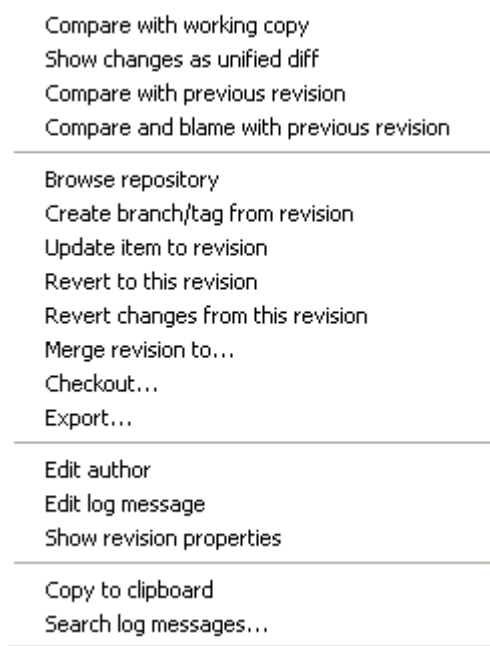 Compare with working copy
Show changes as unified diff
Compare with previous revision
Compare and blame with previous revision
Browse repository
Create branch/tag from revision
Update item to revision
Revert to this revision
Revert changes from this revision
Merge revision to...
Checkout...
Export...
Edit author
Edit log message
Show revision properties
Copy to clipboard
Search log messages...